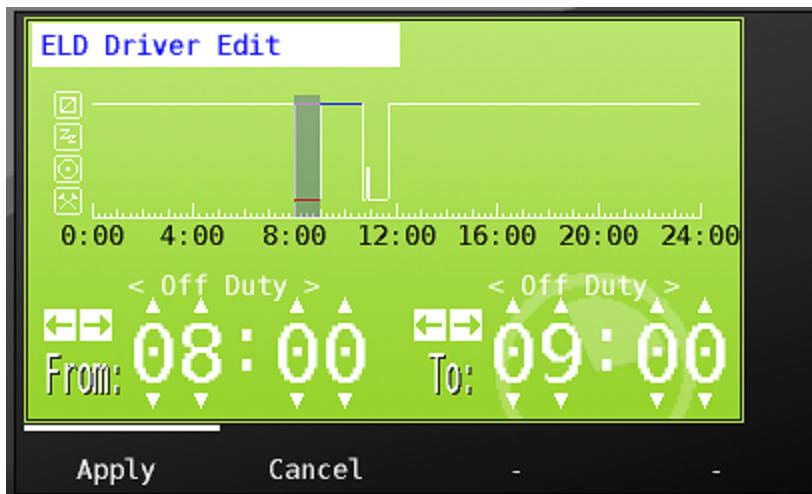 ELD Driver Edit
0:00 4:00 8:00 12:00 16:00 20:00 24:00
< Off Duty > < Off Duty >
From: 08:00 To: 09:00
Apply Cancel - -